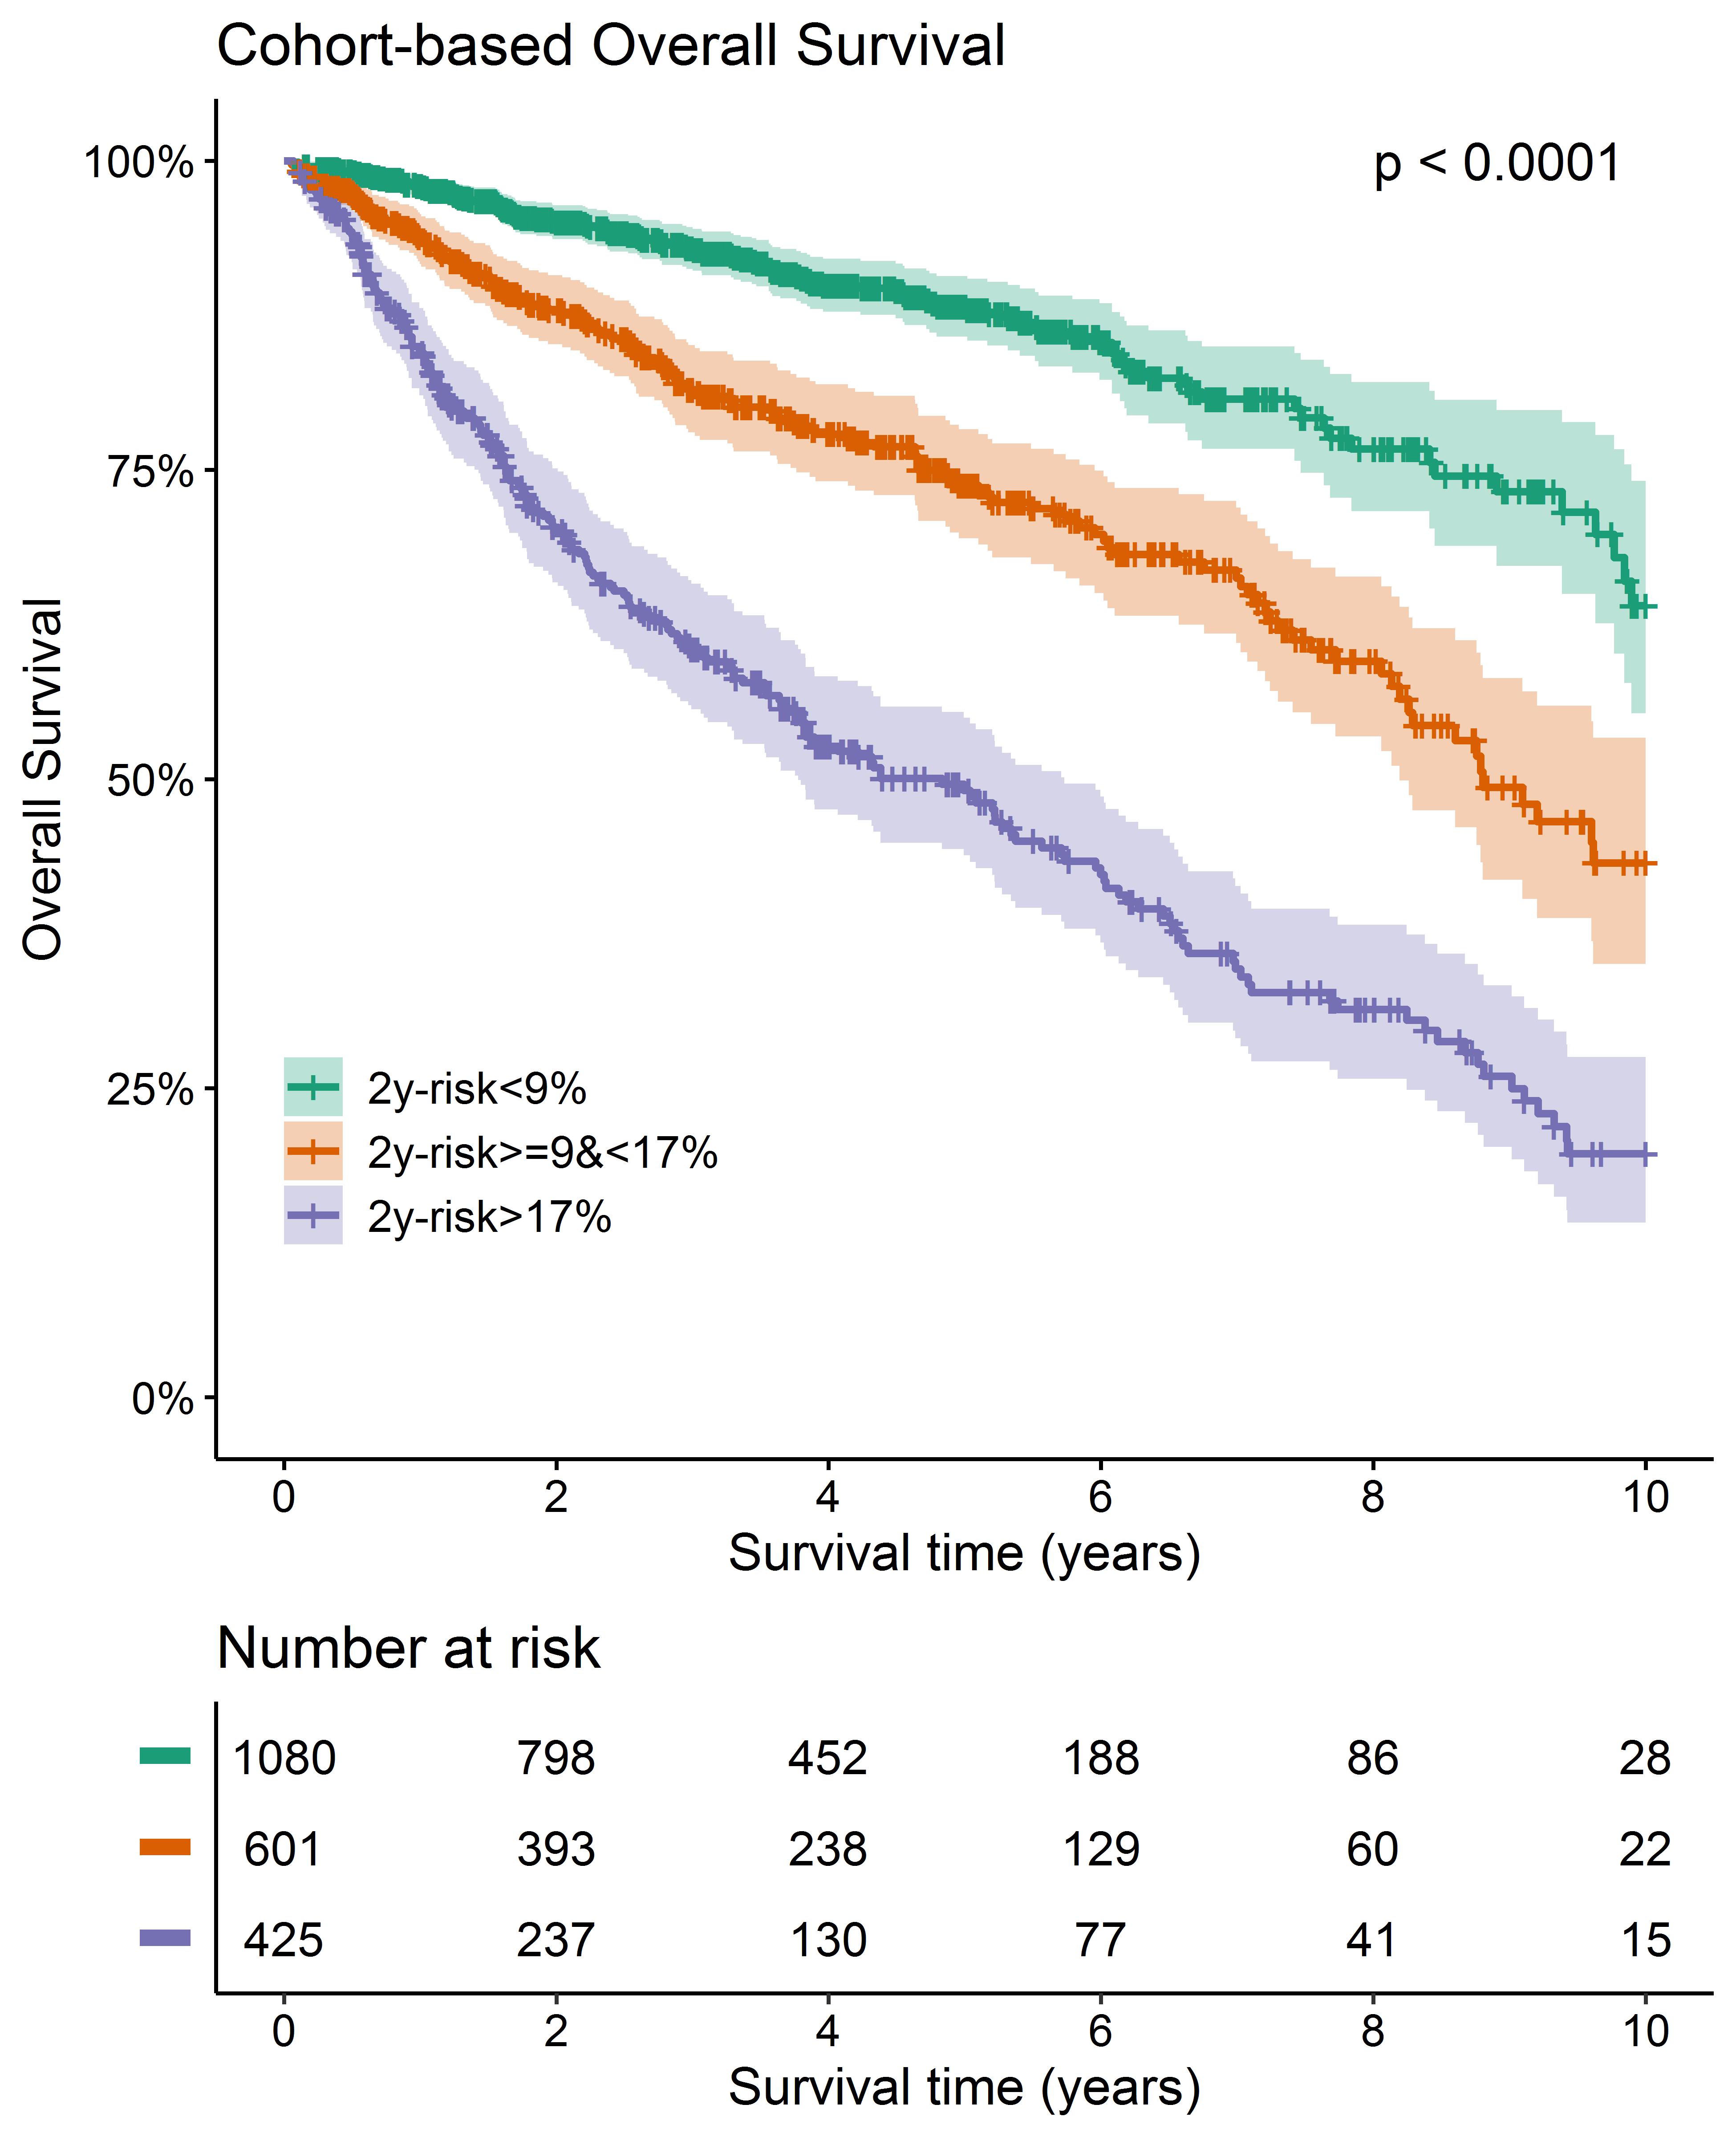 Cohort-based Overall Survival
p < 0.0001
100%
75%
50%
25%
0%
Overall Survival
2y-risk<9%
2y-risk>=9&<17%
2y-risk>17%
0 2 4 6 8 10
Survival time (years)
Number at risk
1080 798 452 188 86 28
601 393 238 129 60 22
425 237 130 77 41 15
0 2 4 6 8 10
Survival time (years)